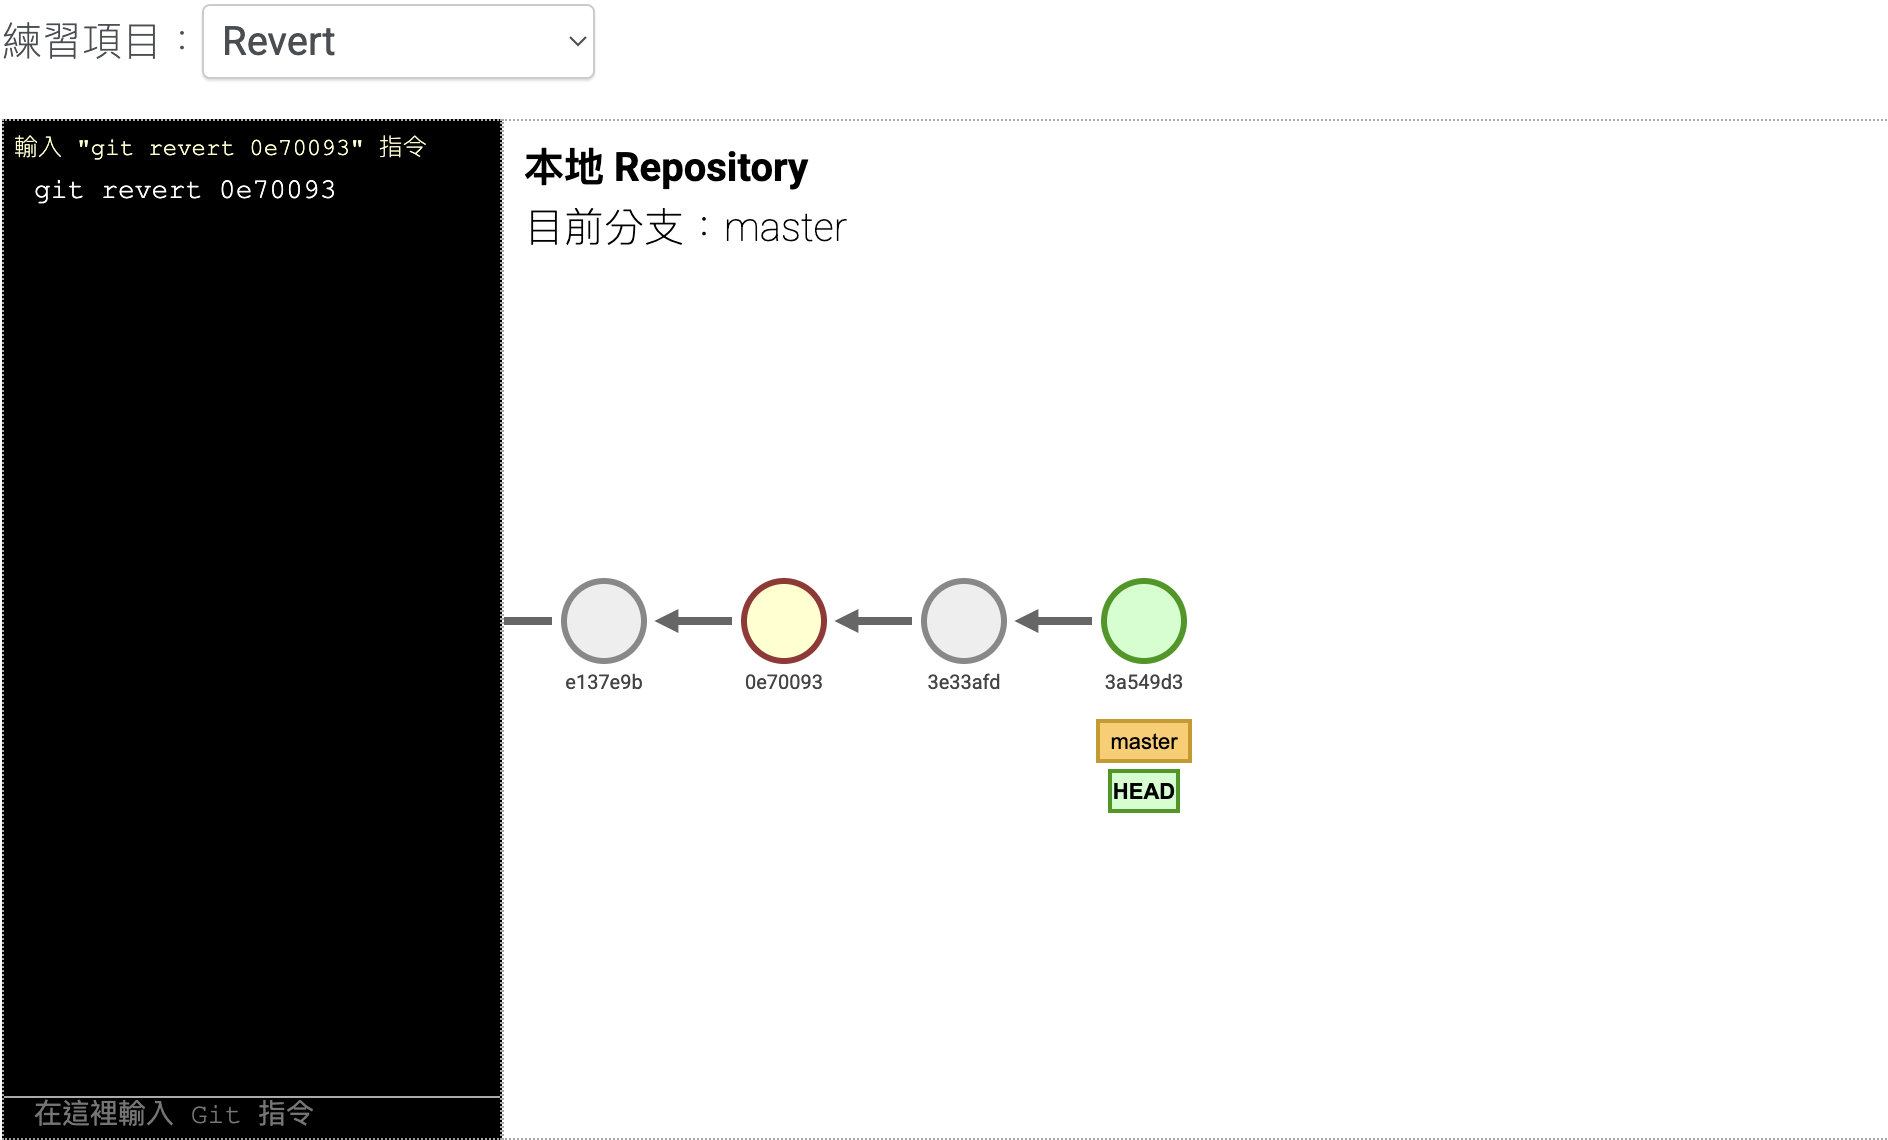 練習項目：Revert
輸入 "git revert 0e70093" 指令
git revert 0e70093
在這裡輸入 Git 指令
本地 Repository
目前分支：master
e137e9b
0e70093
3e33afd
3a549d3
master
HEAD